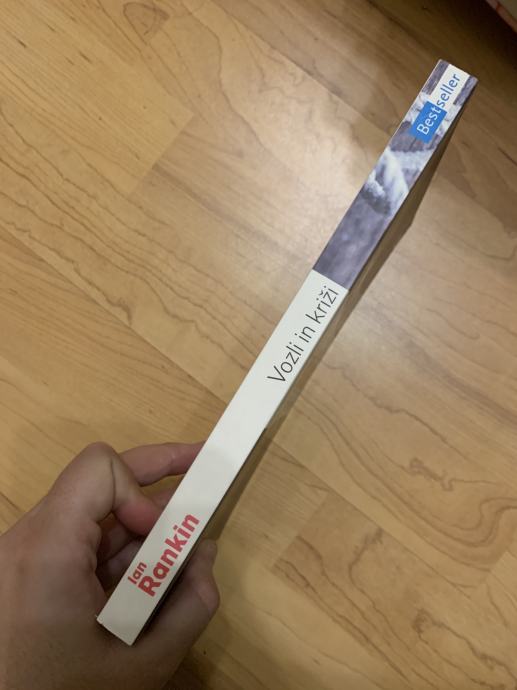 Ian
Rankin
Vozli in križi
Bestseller